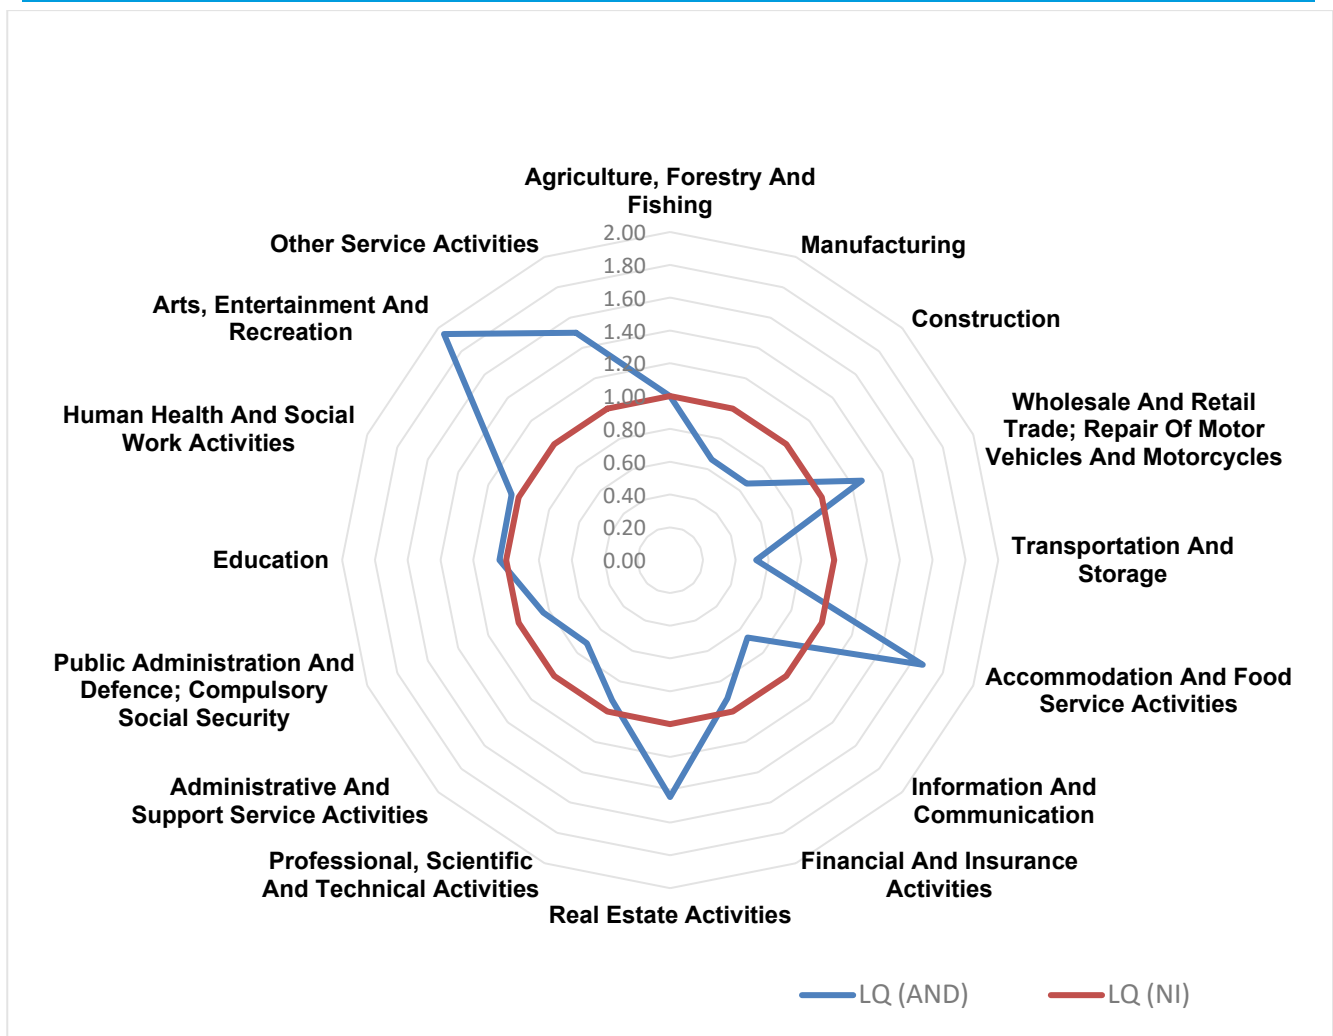 Agriculture, Forestry And
Fishing
Manufacturing
Construction
Wholesale And Retail
Trade; Repair Of Motor
Vehicles And Motorcycles
Transportation And
Storage
Accommodation And Food
Service Activities
Information And
Communication
Financial And Insurance
Activities
Real Estate Activities
Professional, Scientific
And Technical Activities
Administrative And
Support Service Activities
Public Administration And
Defence; Compulsory
Social Security
Education
Human Health And Social
Work Activities
Arts, Entertainment And
Recreation
Other Service Activities
2.00
1.80
1.60
1.40
1.20
1.00
0.80
0.60
0.40
0.20
0.00
LQ (AND)
LQ (NI)